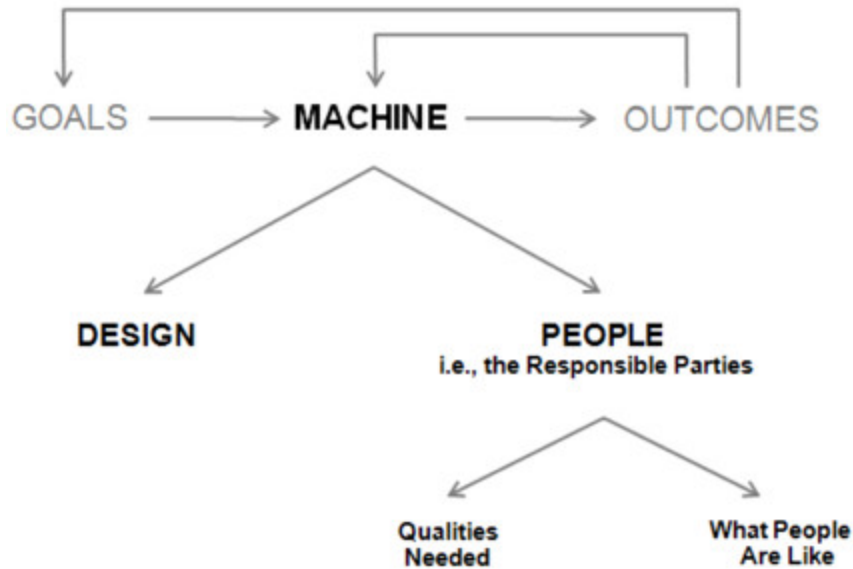 GOALS MACHINE OUTCOMES
DESIGN PEOPLE
i.e., the Responsible Parties
Qualities What People
Needed Are Like